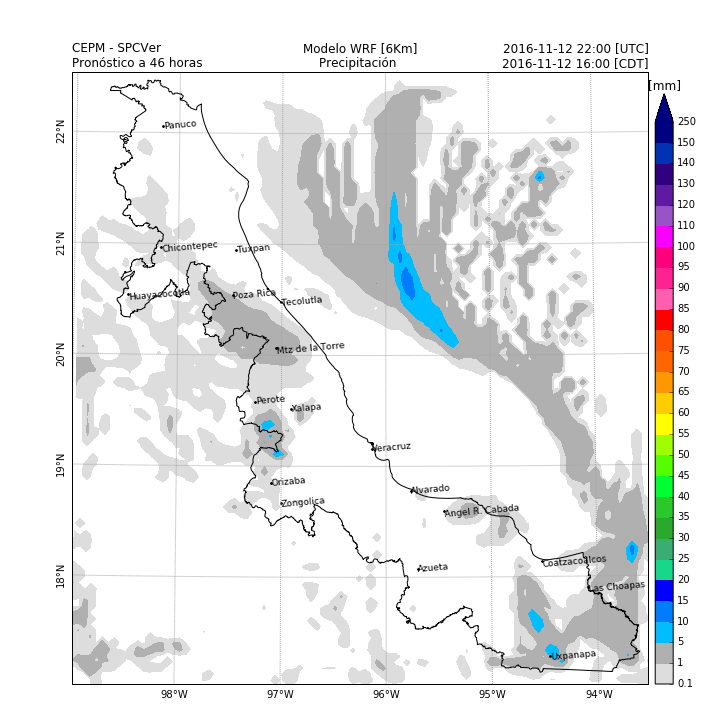 CEPM - SPCVer
Modelo WRF [6Km]
2016-11-12 22:00 [UTC]
Pronóstico a 46 horas
Precipitación
2016-11-12 16:00 [CDT]
[mm]
250
150
140
130
120
110
100
95
90
85
80
75
70
65
60
55
50
45
40
35
30
25
20
15
10
5
1
0.1
22°N
21°N
20°N
19°N
18°N
Panuco
Chicontepec
Tuxpan
Huayacocotla
Poza Rica
Tecolutla
Mtz de la Torre
Perote
Xalapa
Veracruz
Orizaba
Alvarado
Zongolica
Angel R. Cabada
Azueta
Coatzacoalcos
Las Choapas
Uxpanapa
98°W
97°W
96°W
95°W
94°W